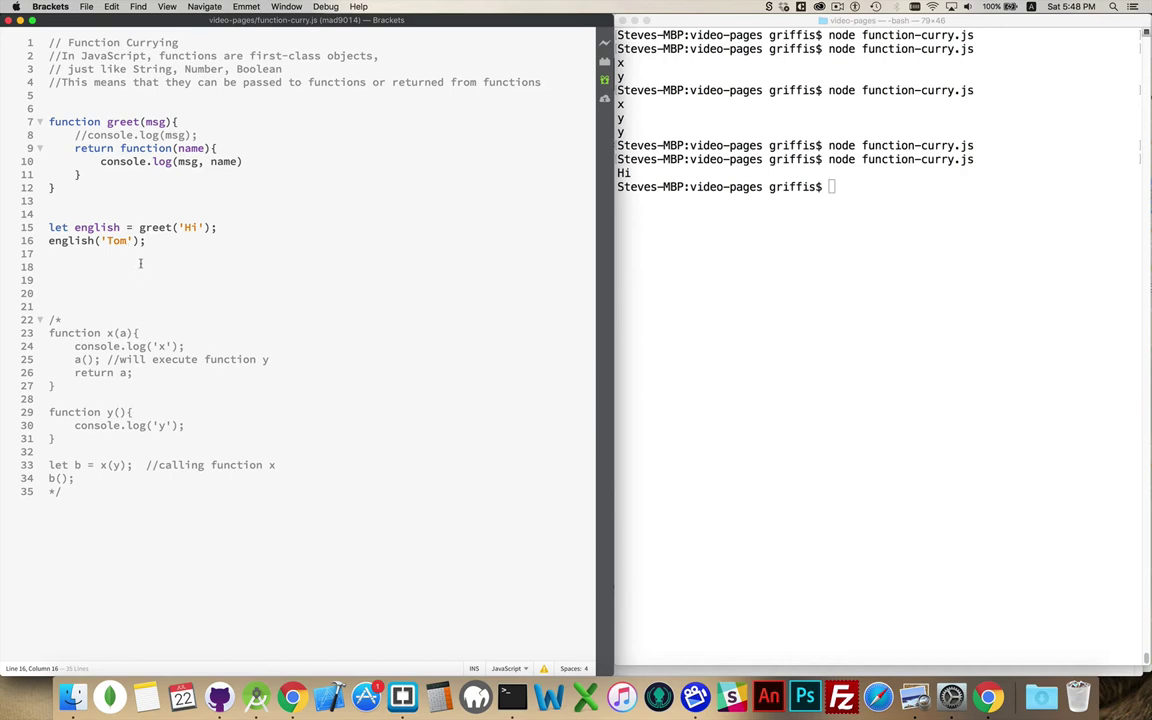 Brackets File Edit Find View Navigate Emmet Window Debug Help 100% Sat 5:48 PM
video-pages/function-curry.js (mad9014) — Brackets
1 // Function Currying
2 //In JavaScript, functions are first-class objects,
3 // just like String, Number, Boolean
4 //This means that they can be passed to functions or returned from functions
5
6
7 function greet(msg){
8 //console.log(msg);
9 return function(name){
10 console.log(msg, name)
11 }
12 }
13
14
15 let english = greet('Hi');
16 english('Tom');
17
18
19
20
21
22 /*
23 function x(a){
24 console.log('x');
25 a(); //will execute function y
26 return a;
27 }
28
29 function y(){
30 console.log('y');
31 }
32
33 let b = x(y); //calling function x
34 b();
35 */
Line 16, Column 16 — 35 Lines
INS JavaScript Spaces: 4
video-pages — -bash — 79×46
Steves-MBP:video-pages griffis$ node function-curry.js
Steves-MBP:video-pages griffis$ node function-curry.js
x
y
Steves-MBP:video-pages griffis$ node function-curry.js
x
y
y
Steves-MBP:video-pages griffis$ node function-curry.js
Steves-MBP:video-pages griffis$ node function-curry.js
Hi
Steves-MBP:video-pages griffis$
JUL
22
1
W
X
S
An
Ps
FZ